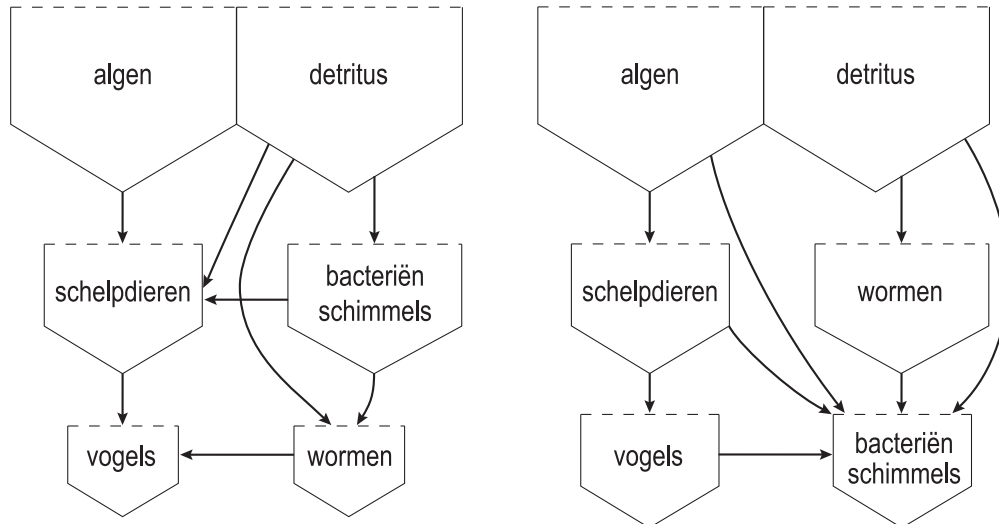 algen
detritus
schelpdieren
bacteriën
schimmels
vogels
wormen
algen
detritus
schelpdieren
wormen
vogels
bacteriën
schimmels